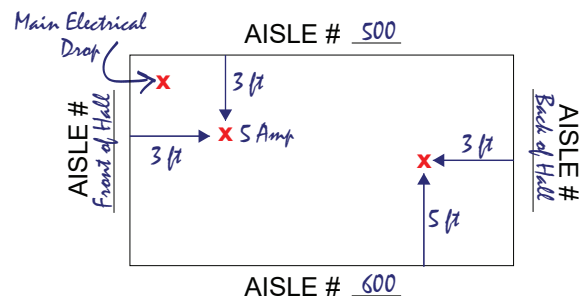 Main Electrical
Drop
AISLE # 500
x
3 ft
x 5 Amp
3 ft
AISLE #
Front of Hall
x
3 ft
5 ft
AISLE #
Back of Hall
AISLE # 600